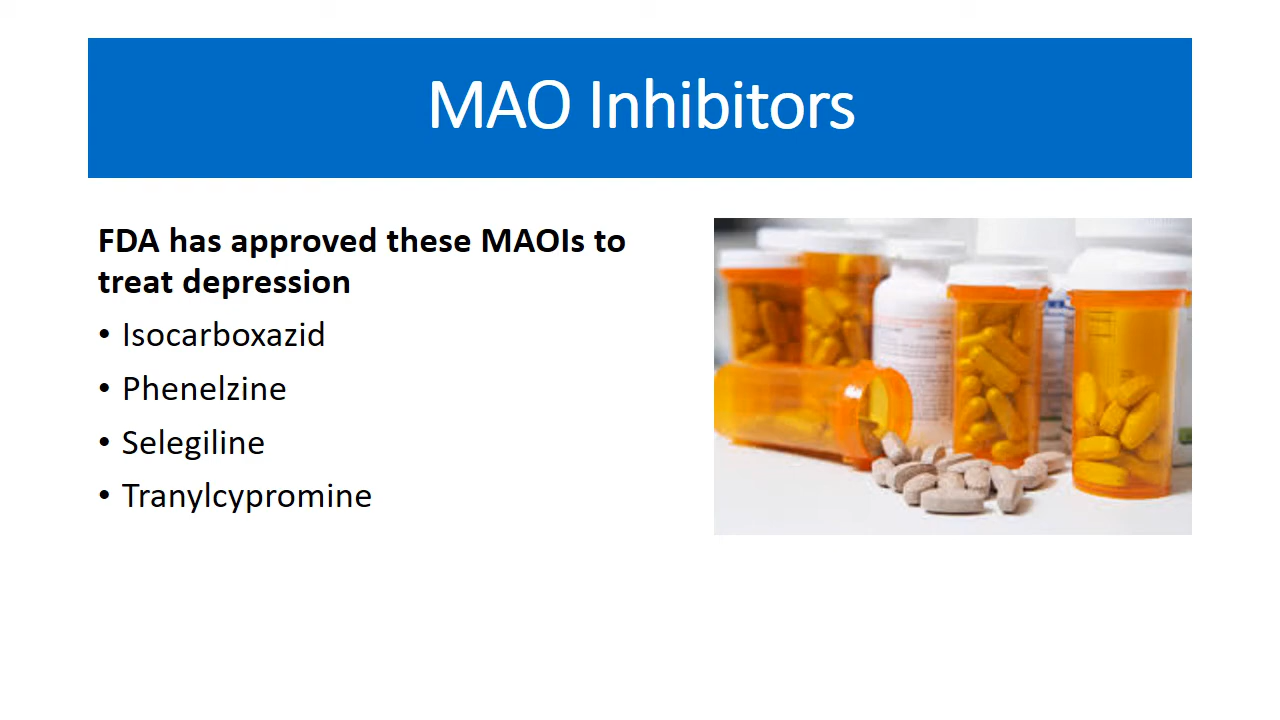 MAO Inhibitors
FDA has approved these MAOIs to
treat depression
• Isocarboxazid
• Phenelzine
• Selegiline
• Tranylcypromine